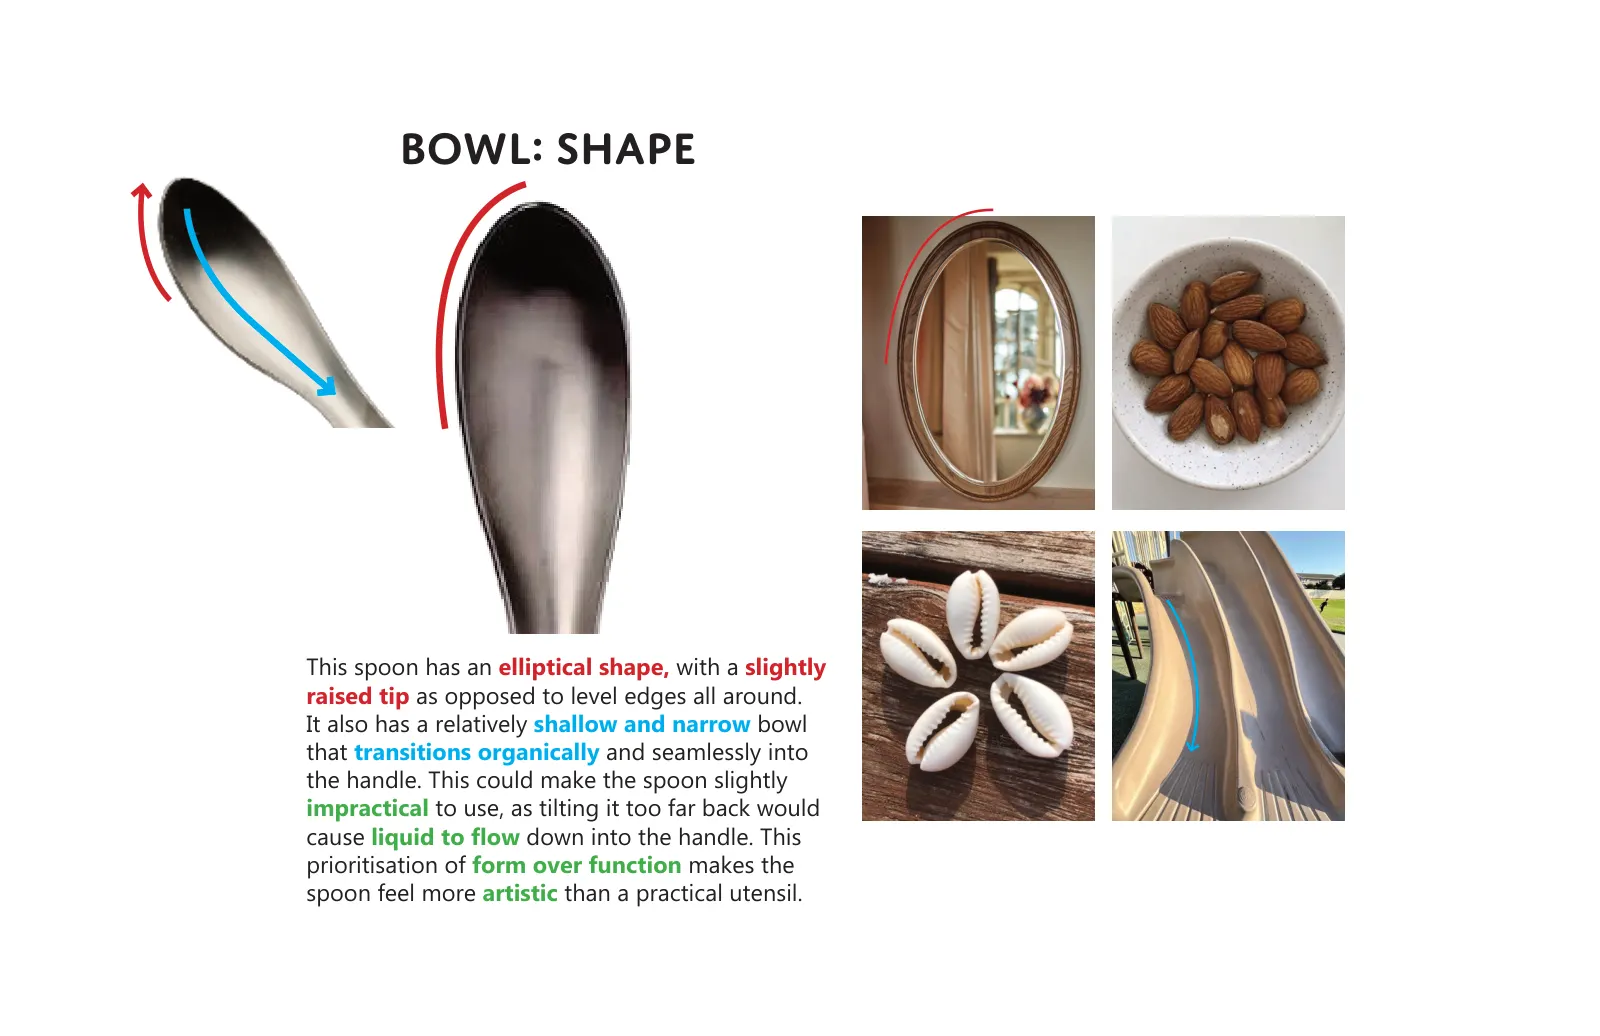 BOWL: SHAPE
This spoon has an elliptical shape, with a slightly
raised tip as opposed to level edges all around.
It also has a relatively shallow and narrow bowl
that transitions organically and seamlessly into
the handle. This could make the spoon slightly
impractical to use, as tilting it too far back would
cause liquid to flow down into the handle. This
prioritisation of form over function makes the
spoon feel more artistic than a practical utensil.